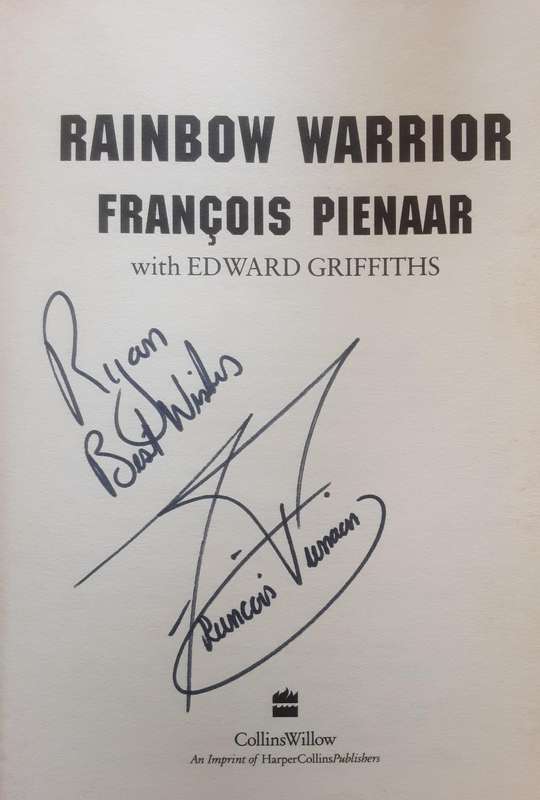 RAINBOW WARRIOR
FRANÇOIS PIENAAR
with EDWARD GRIFFITHS
Ryan
Best Wishes
François Pienaar
CollinsWillow
An Imprint of HarperCollinsPublishers